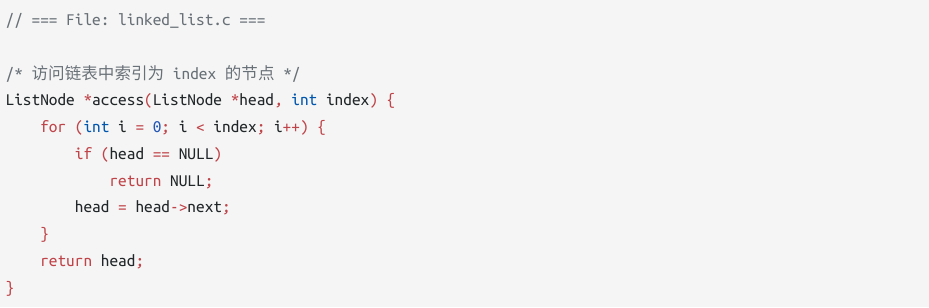 // === File: linked_list.c ===
/* 访问链表中索引为 index 的节点 */
ListNode *access(ListNode *head, int index) {
    for (int i = 0; i < index; i++) {
        if (head == NULL)
            return NULL;
        head = head->next;
    }
    return head;
}